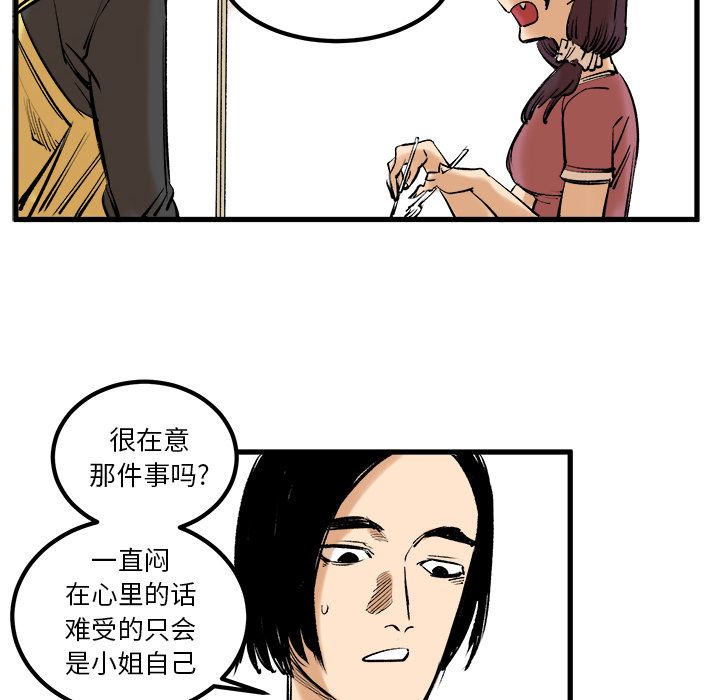 很在意
那件事吗?
一直闷
在心里的话
难受的只会
是小姐自己